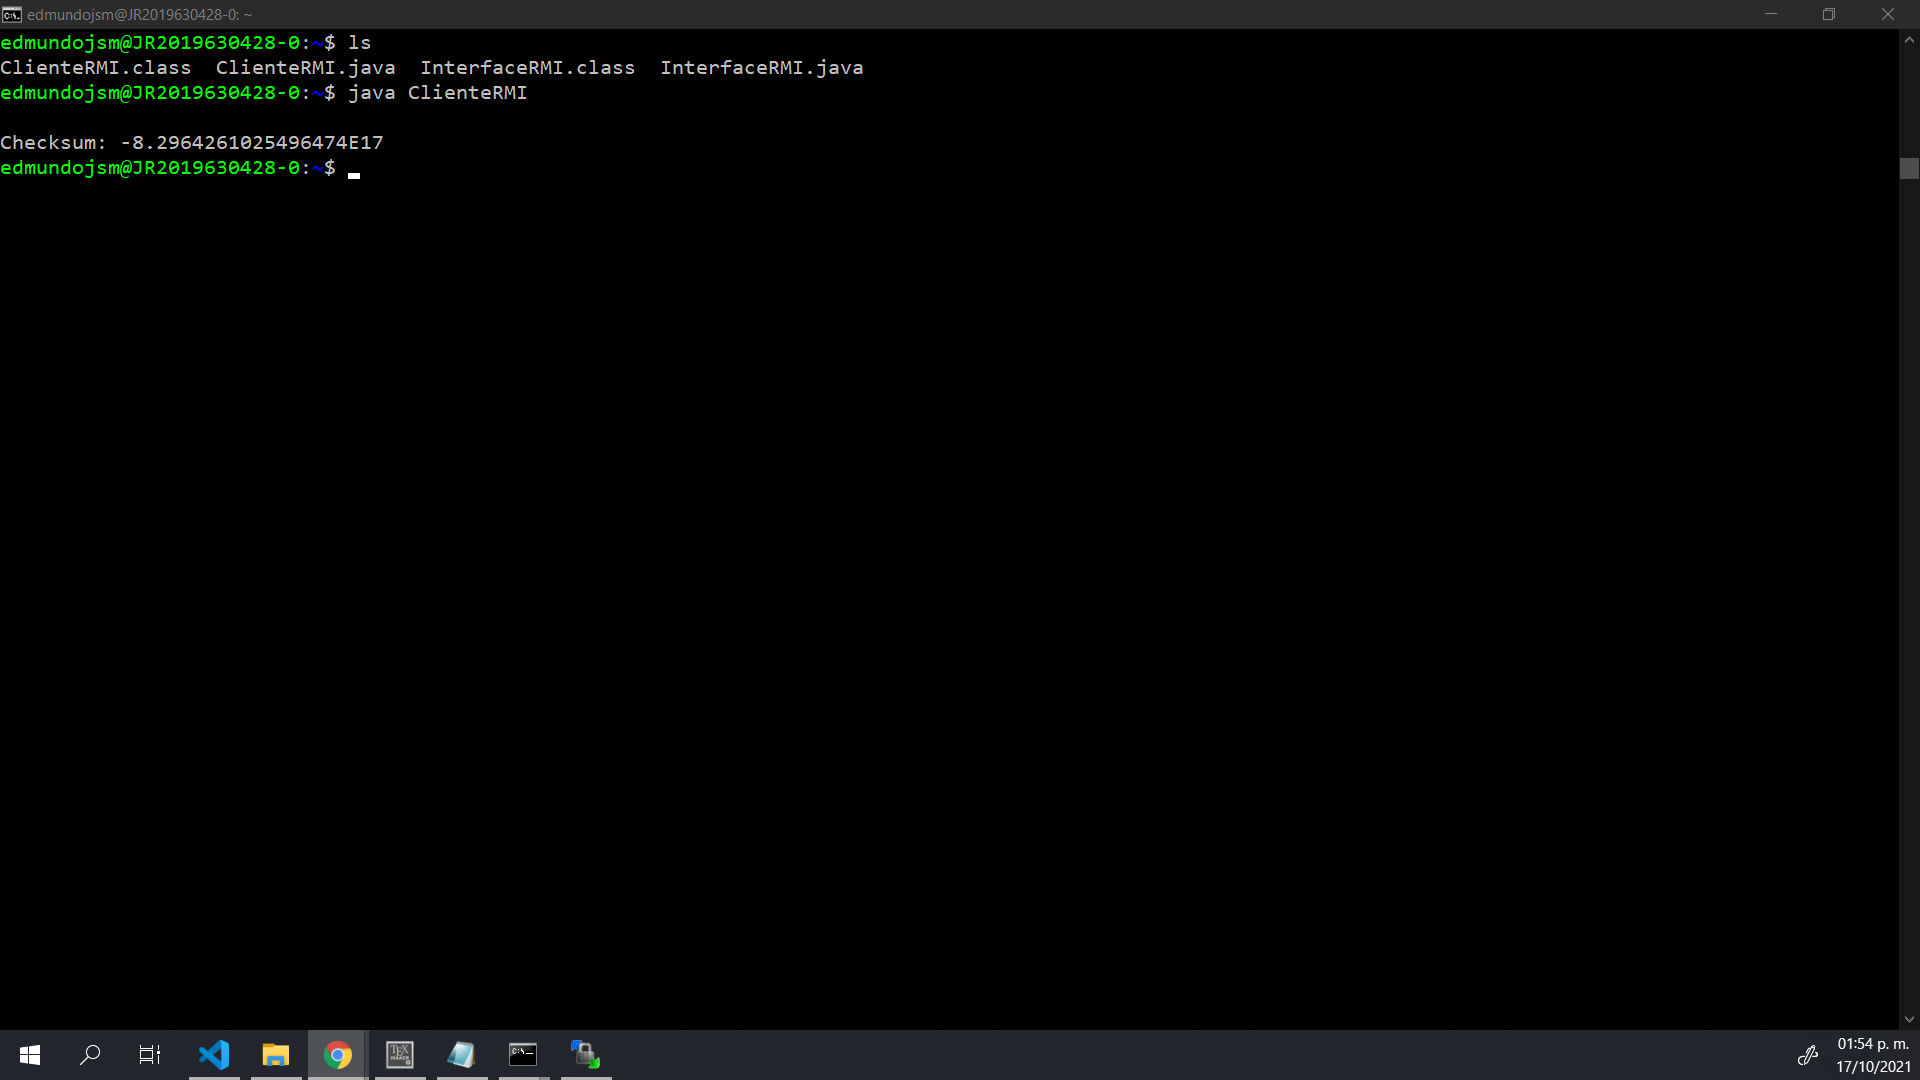 edmundojsm@JR2019630428-0: ~
edmundojsm@JR2019630428-0:~$ ls
ClienteRMI.class  ClienteRMI.java  InterfaceRMI.class  InterfaceRMI.java
edmundojsm@JR2019630428-0:~$ java ClienteRMI
Checksum: -8.2964261025496474E17
edmundojsm@JR2019630428-0:~$
01:54 p. m.
17/10/2021